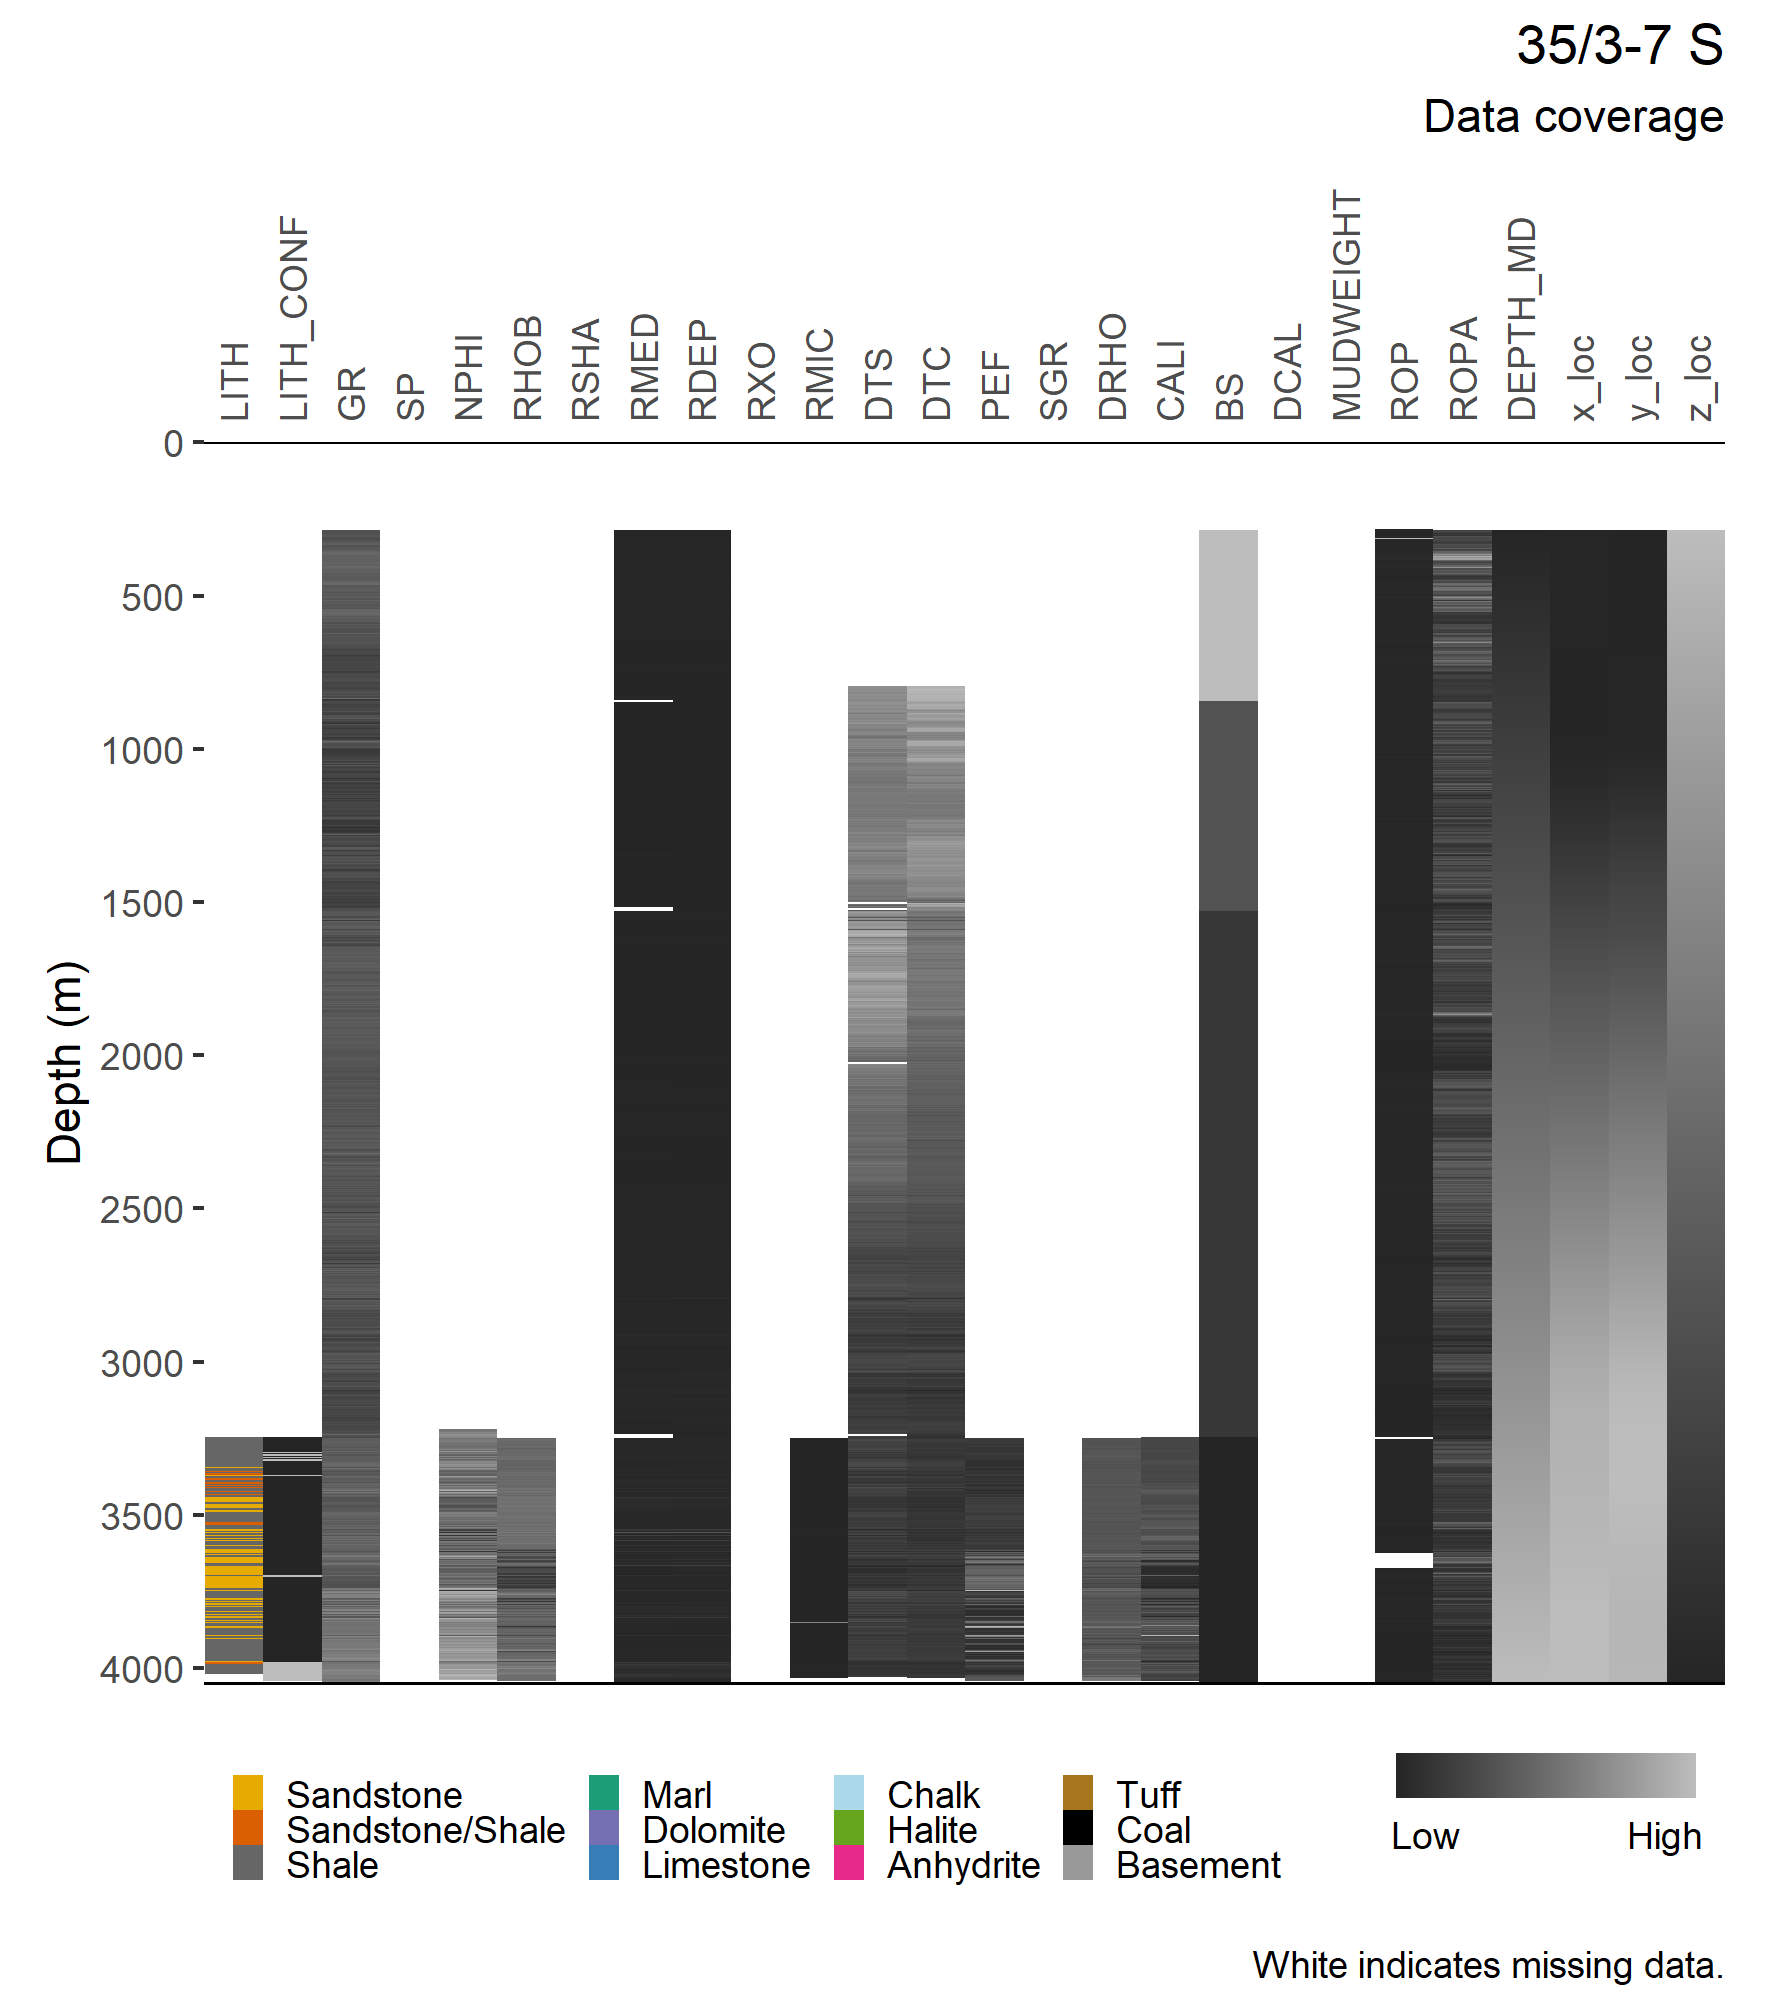 35/3-7 S
Data coverage
LITH
LITH_CONF
GR
SP
NPHI
RHOB
RSHA
RMED
RDEP
RXO
RMIC
DTS
DTC
PEF
SGR
DRHO
CALI
BS
DCAL
MUDWEIGHT
ROP
ROPA
DEPTH_MD
x_loc
y_loc
z_loc
0
500
1000
1500
2000
2500
3000
3500
4000
Depth (m)
Sandstone
Sandstone/Shale
Shale
Marl
Dolomite
Limestone
Chalk
Halite
Anhydrite
Tuff
Coal
Basement
Low High
White indicates missing data.